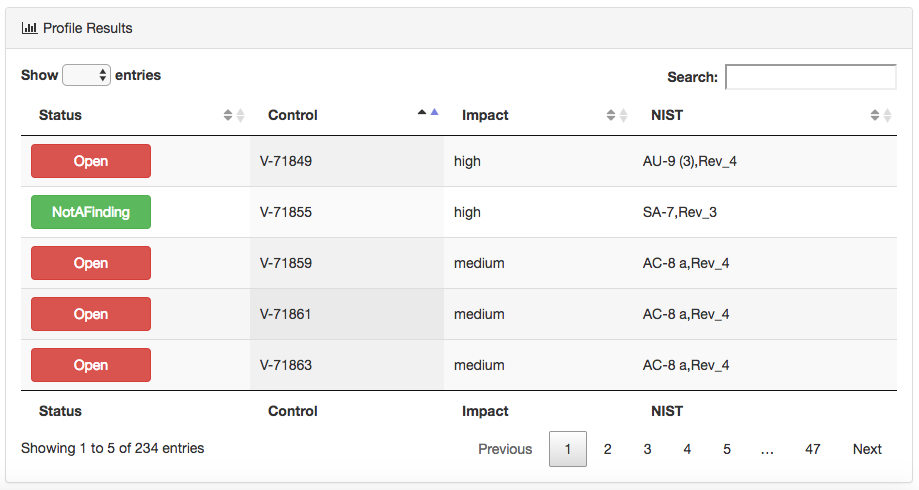 Profile Results
Show entries Search:
Status Control Impact NIST
Open V-71849 high AU-9 (3),Rev_4
NotAFinding V-71855 high SA-7,Rev_3
Open V-71859 medium AC-8 a,Rev_4
Open V-71861 medium AC-8 a,Rev_4
Open V-71863 medium AC-8 a,Rev_4
Status Control Impact NIST
Showing 1 to 5 of 234 entries Previous 1 2 3 4 5 ... 47 Next